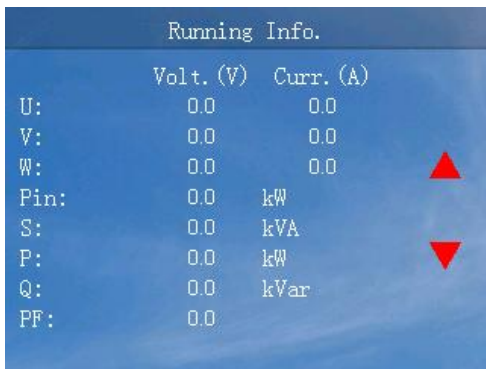 Running Info.
Volt.(V) Curr.(A)
U: 0.0 0.0
V: 0.0 0.0
W: 0.0 0.0
Pin: 0.0 kW
S: 0.0 kVA
P: 0.0 kW
Q: 0.0 kVar
PF: 0.0